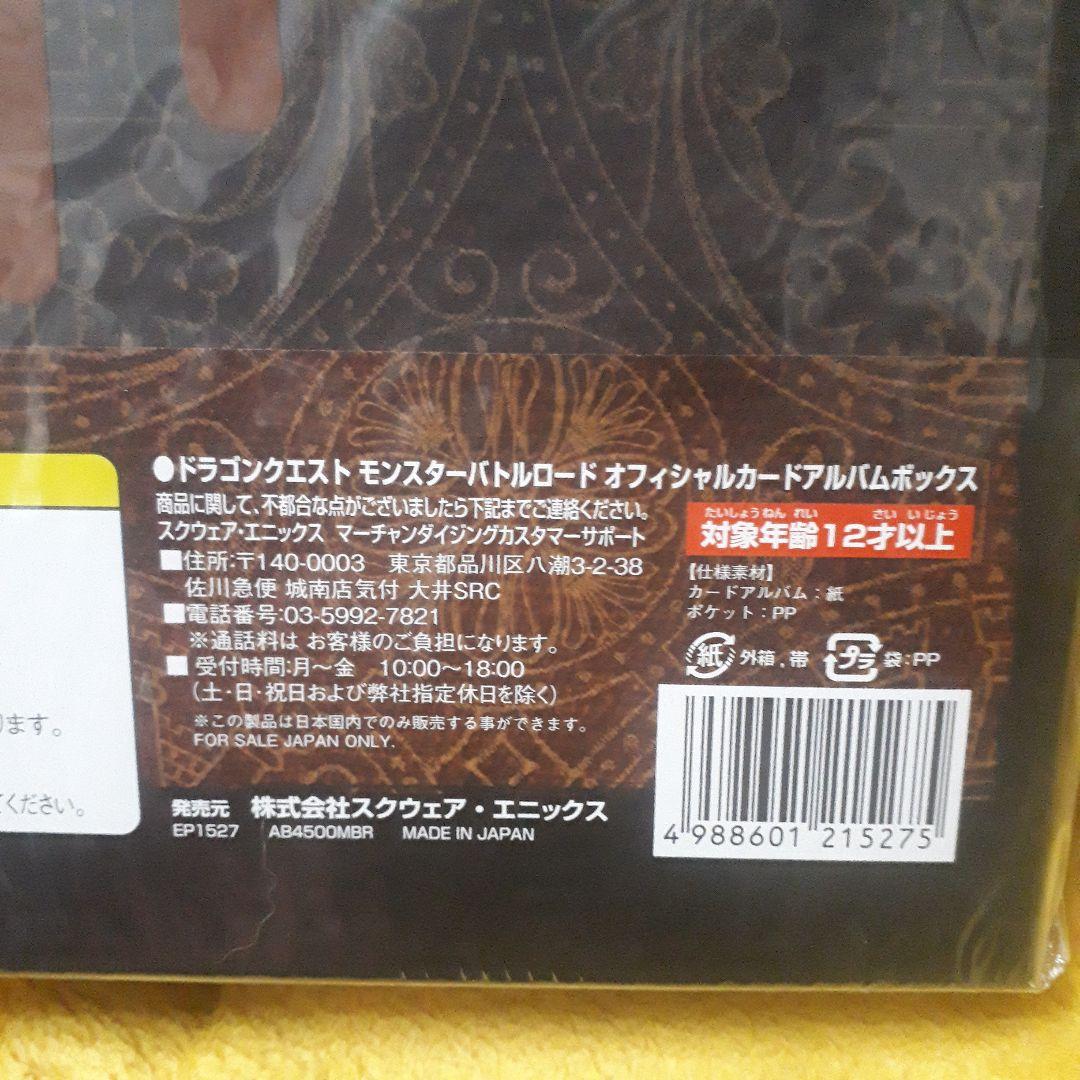 ●ドラゴンクエスト モンスターバトルロード オフィシャルカードアルバムボックス
商品に関して、不都合な点がございましたら下記までご連絡ください。
スクウェア・エニックス マーチャンダイジングカスタマーサポート
■住所:〒140-0003 東京都品川区八潮3-2-38
佐川急便 城南店気付 大井SRC
■電話番号:03-5992-7821
※通話料は お客様のご負担になります。
■受付時間:月～金 10:00～18:00
(土・日・祝日および弊社指定休日を除く)
※この製品は日本国内でのみ販売する事ができます。
FOR SALE JAPAN ONLY.
発売元 株式会社スクウェア・エニックス
EP1527 AB4500MBR MADE IN JAPAN
たいしょうねんれい さいいじょう
対象年齢12才以上
【仕様素材】
カードアルバム:紙
ポケット:PP
紙 外箱、帯 プラ 袋:PP
4 988601 215275
ります。
てください。